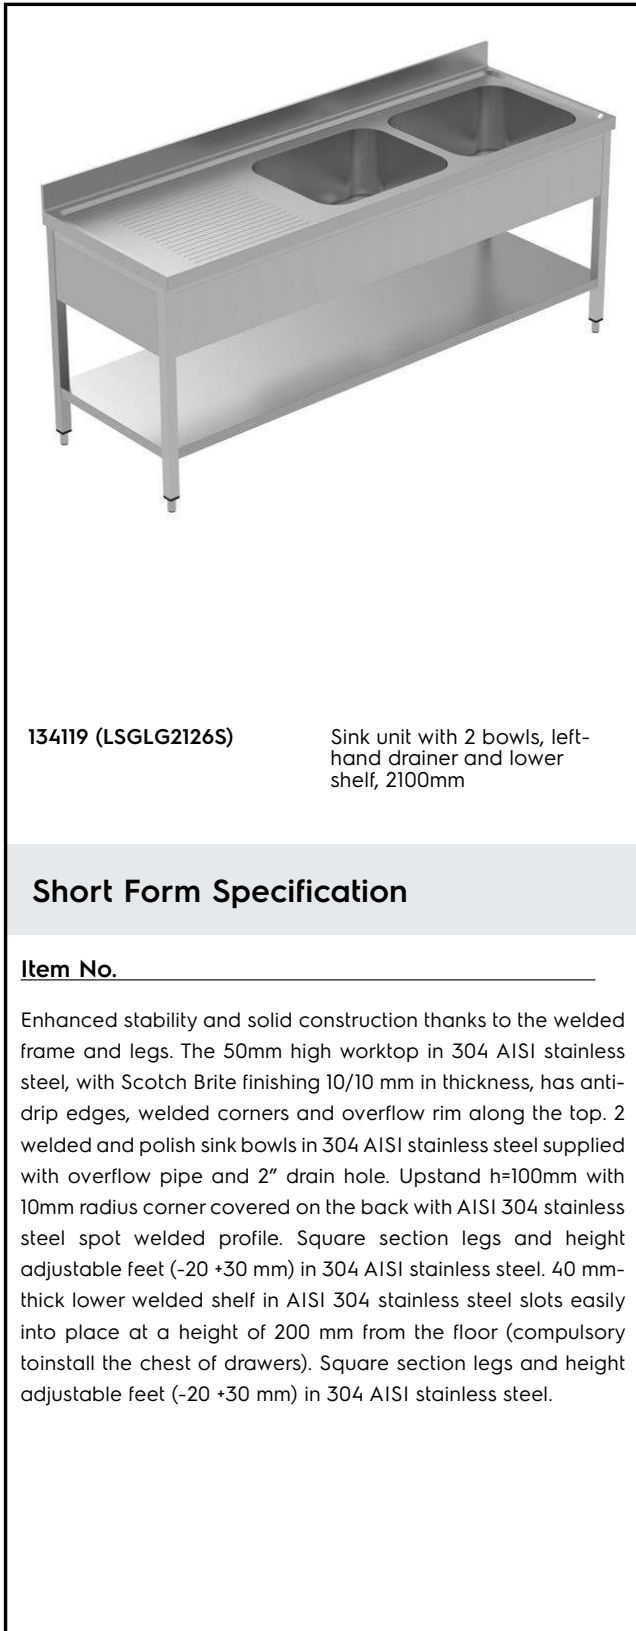 134119 (LSGLG2126S)
Sink unit with 2 bowls, left-
hand drainer and lower
shelf, 2100mm
Short Form Specification
Item No.
Enhanced stability and solid construction thanks to the welded
frame and legs. The 50mm high worktop in 304 AISI stainless
steel, with Scotch Brite finishing 10/10 mm in thickness, has anti-
drip edges, welded corners and overflow rim along the top. 2
welded and polish sink bowls in 304 AISI stainless steel supplied
with overflow pipe and 2” drain hole. Upstand h=100mm with
10mm radius corner covered on the back with AISI 304 stainless
steel spot welded profile. Square section legs and height
adjustable feet (-20 +30 mm) in 304 AISI stainless steel. 40 mm-
thick lower welded shelf in AISI 304 stainless steel slots easily
into place at a height of 200 mm from the floor (compulsory
toinstall the chest of drawers). Square section legs and height
adjustable feet (-20 +30 mm) in 304 AISI stainless steel.